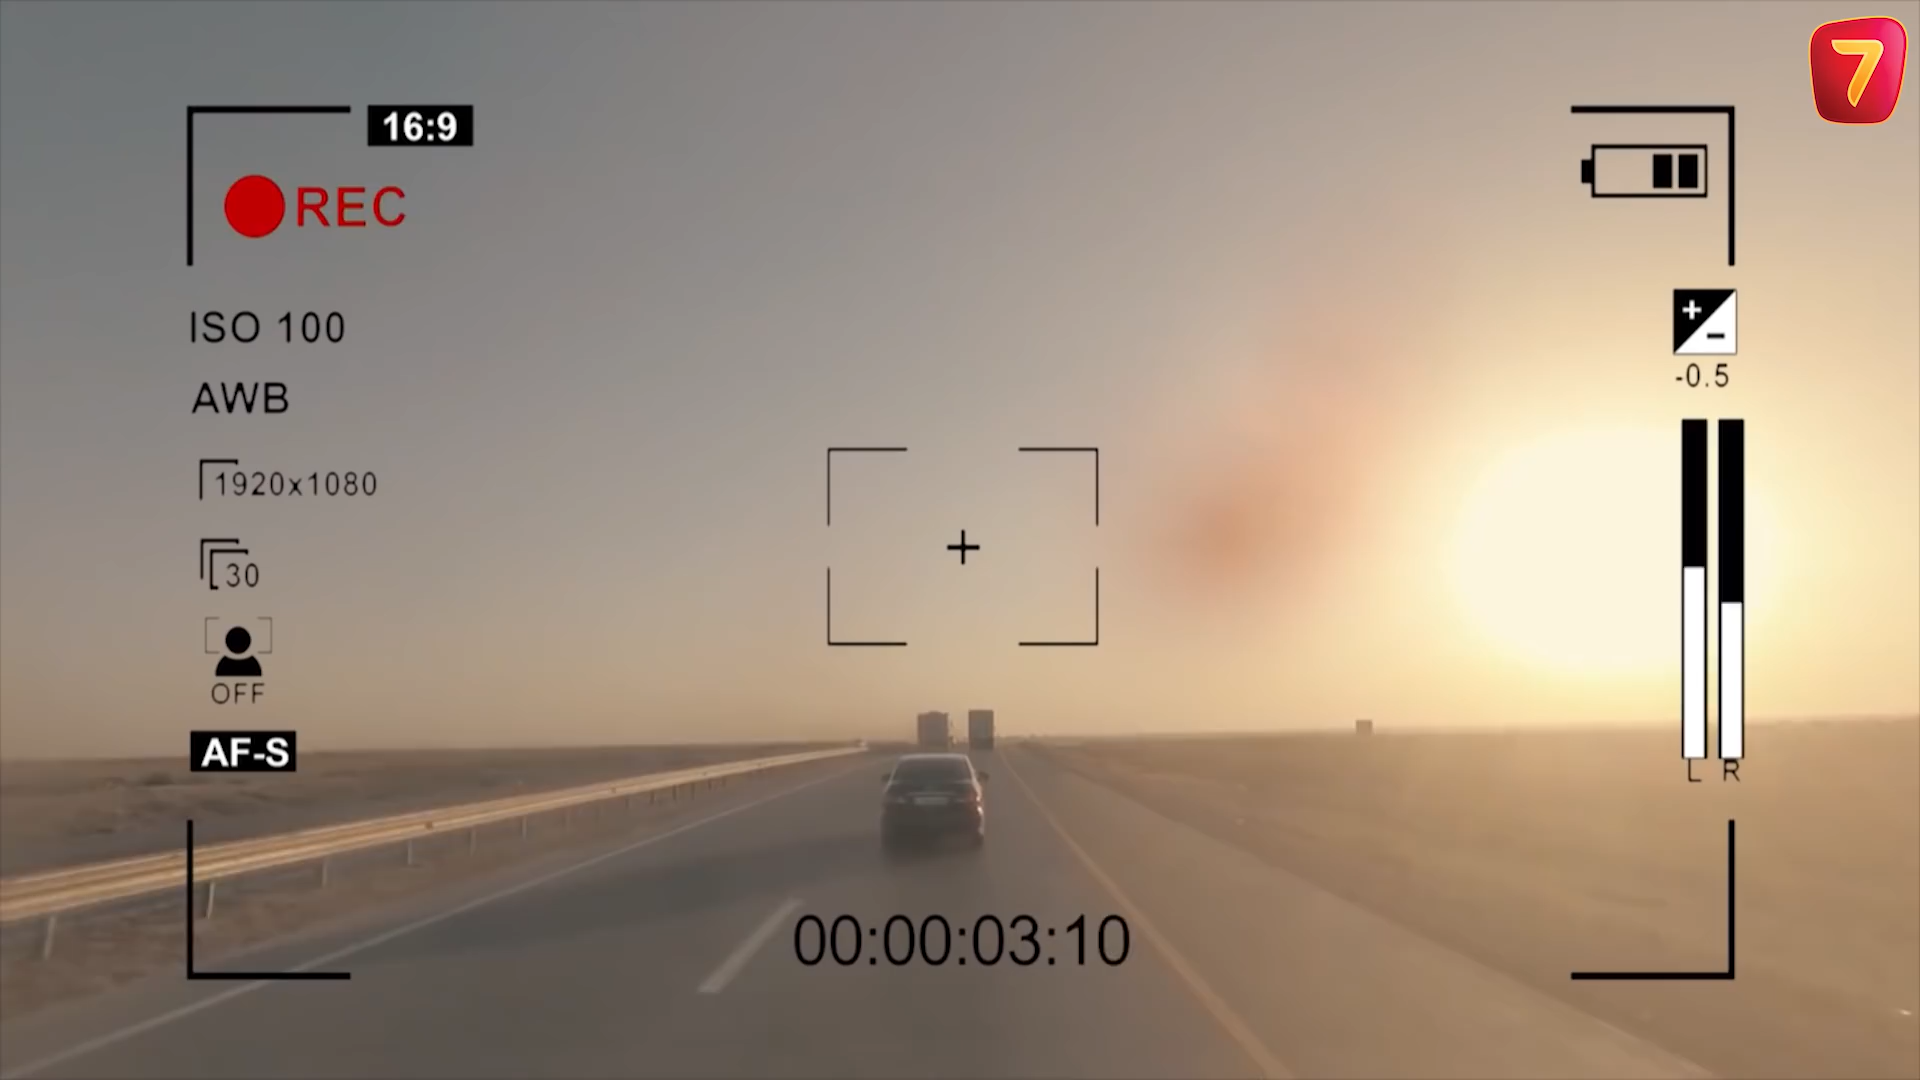 7
16:9
REC
ISO 100
AWB
1920x1080
30
OFF
AF-S
+
−
-0.5
L R
00:00:03:10